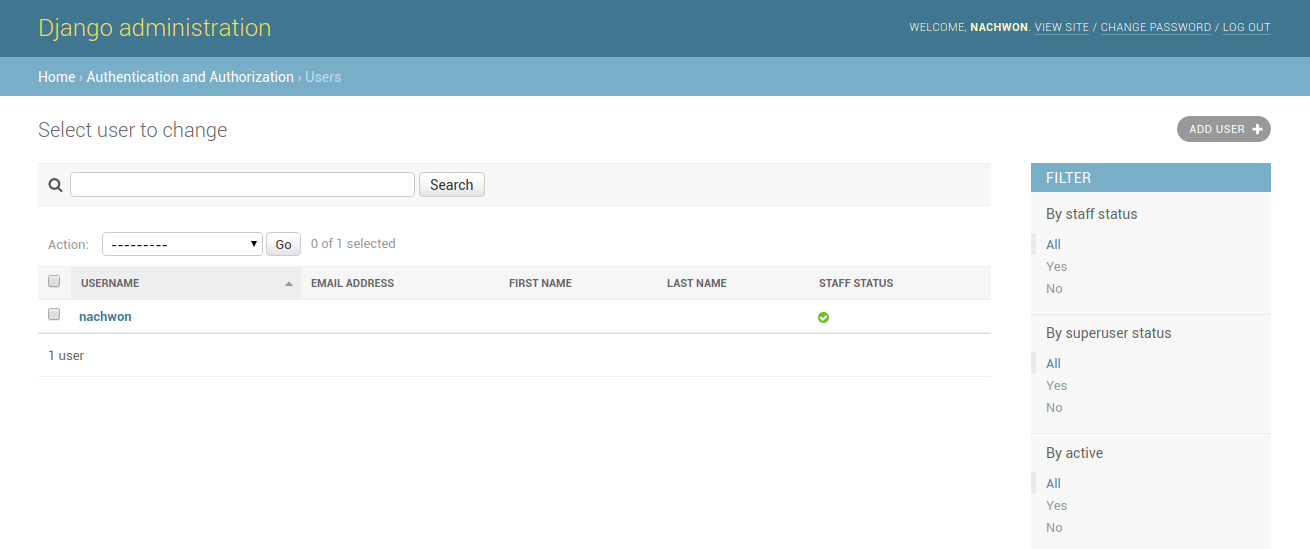 Django administration
WELCOME, NACHWON. VIEW SITE / CHANGE PASSWORD / LOG OUT
Home › Authentication and Authorization › Users
Select user to change
ADD USER +
Search
Action: --------- Go 0 of 1 selected
USERNAME EMAIL ADDRESS FIRST NAME LAST NAME STAFF STATUS
nachwon
1 user
FILTER
By staff status
All
Yes
No
By superuser status
All
Yes
No
By active
All
Yes
No